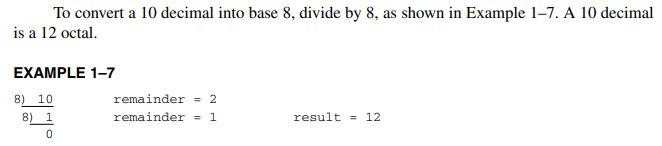 To convert a 10 decimal into base 8, divide by 8, as shown in Example 1–7. A 10 decimal
is a 12 octal.
EXAMPLE 1–7
8) 10 remainder = 2
8) 1 remainder = 1 result = 12
0